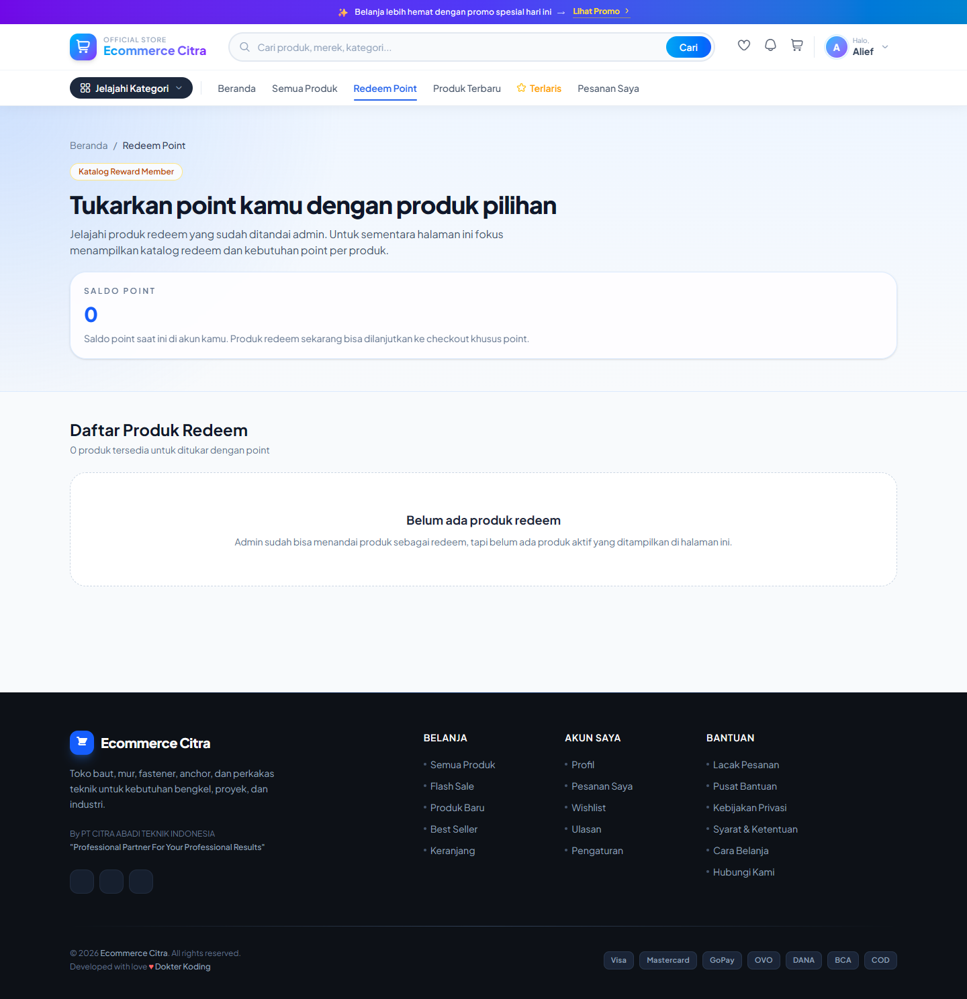 Belanja lebih hemat dengan promo spesial hari ini → Lihat Promo
OFFICIAL STORE
Ecommerce Citra
Cari produk, merek, kategori...
Cari
A
Halo,
Alief
Jelajahi Kategori
Beranda
Semua Produk
Redeem Point
Produk Terbaru
Terlaris
Pesanan Saya
Beranda / Redeem Point
Katalog Reward Member
Tukarkan point kamu dengan produk pilihan
Jelajahi produk redeem yang sudah ditandai admin. Untuk sementara halaman ini fokus
menampilkan katalog redeem dan kebutuhan point per produk.
SALDO POINT
0
Saldo point saat ini di akun kamu. Produk redeem sekarang bisa dilanjutkan ke checkout khusus point.
Daftar Produk Redeem
0 produk tersedia untuk ditukar dengan point
Belum ada produk redeem
Admin sudah bisa menandai produk sebagai redeem, tapi belum ada produk aktif yang ditampilkan di halaman ini.
Ecommerce Citra
Toko baut, mur, fastener, anchor, dan perkakas
teknik untuk kebutuhan bengkel, proyek, dan
industri.
By PT CITRA ABADI TEKNIK INDONESIA
"Professional Partner For Your Professional Results"
BELANJA
Semua Produk
Flash Sale
Produk Baru
Best Seller
Keranjang
AKUN SAYA
Profil
Pesanan Saya
Wishlist
Ulasan
Pengaturan
BANTUAN
Lacak Pesanan
Pusat Bantuan
Kebijakan Privasi
Syarat & Ketentuan
Cara Belanja
Hubungi Kami
© 2026 Ecommerce Citra. All rights reserved.
Developed with love ♥ Dokter Koding
Visa
Mastercard
GoPay
OVO
DANA
BCA
COD